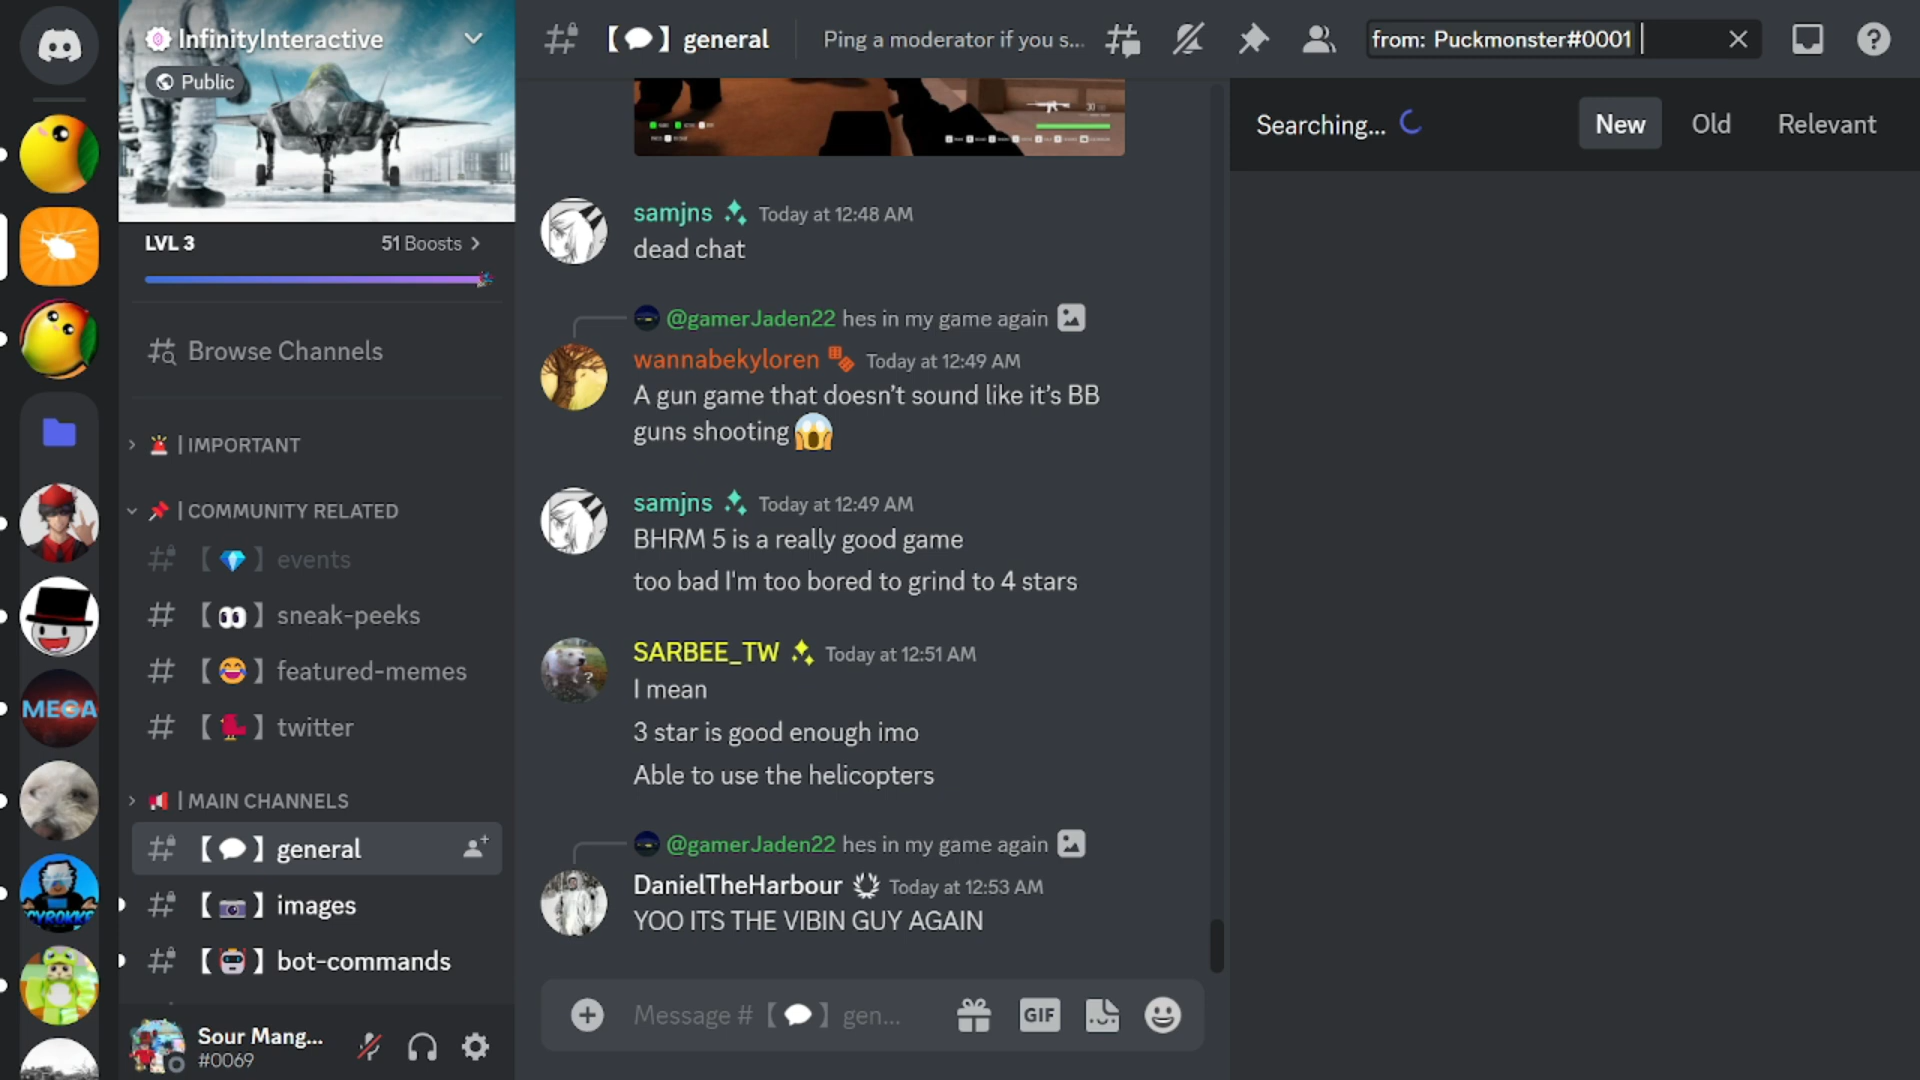 InfinityInteractive
Public
LVL 3
51 Boosts
Browse Channels
| IMPORTANT
| COMMUNITY RELATED
【💎】events
【👀】sneak-peeks
【😂】featured-memes
【🐦】twitter
| MAIN CHANNELS
【💬】general
【📷】images
【🤖】bot-commands
Sour Mang...
#0069
MEGA
CYROKKE
【💬】general
Ping a moderator if you s...
from: Puckmonster#0001
30
samjns Today at 12:48 AM
dead chat
@gamerJaden22 hes in my game again
wannabekyloren Today at 12:49 AM
A gun game that doesn't sound like it's BB
guns shooting 😱
samjns Today at 12:49 AM
BHRM 5 is a really good game
too bad I'm too bored to grind to 4 stars
SARBEE_TW Today at 12:51 AM
I mean
3 star is good enough imo
Able to use the helicopters
@gamerJaden22 hes in my game again
DanielTheHarbour Today at 12:53 AM
YOO ITS THE VIBIN GUY AGAIN
Message #【💬】gen...
GIF
Searching...
New
Old
Relevant